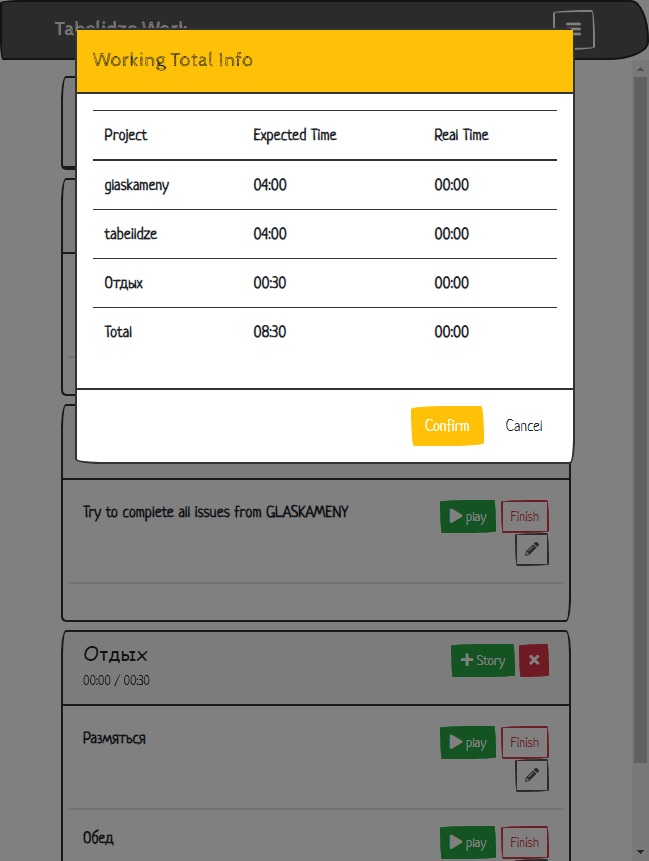 Tabelidze Work
Working Total Info
Project Expected Time Real Time
glaskameny 04:00 00:00
tabelidze 04:00 00:00
Отдых 00:30 00:00
Total 08:30 00:00
Confirm Cancel
Try to complete all issues from GLASKAMENY
play Finish
Отдых
00:00 / 00:30
Story
Размяться
play Finish
Обед
play Finish